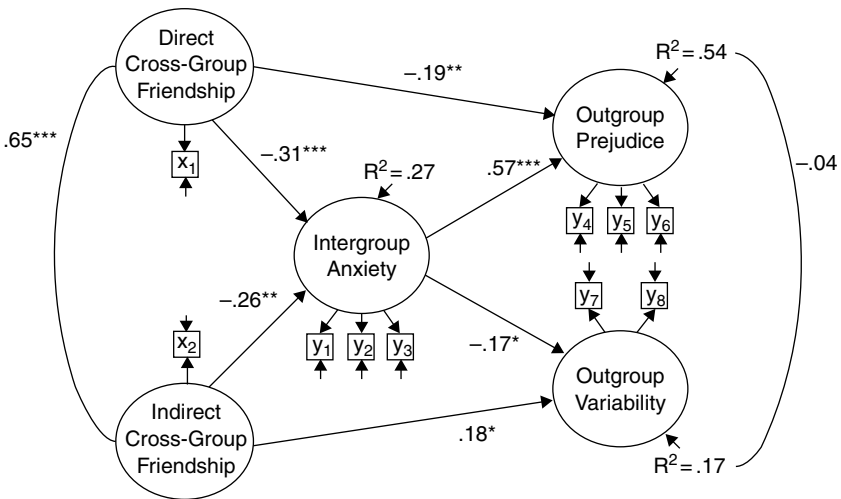 Direct
Cross-Group
Friendship
R² = .54
–.19**
Outgroup
Prejudice
.65***
x₁
–.31***
R² = .27
.57***
–.04
y₄ y₅ y₆
Intergroup
Anxiety
–.26**
y₇ y₈
x₂
y₁ y₂ y₃
–.17*
Outgroup
Variability
Indirect
Cross-Group
Friendship
.18*
R² = .17